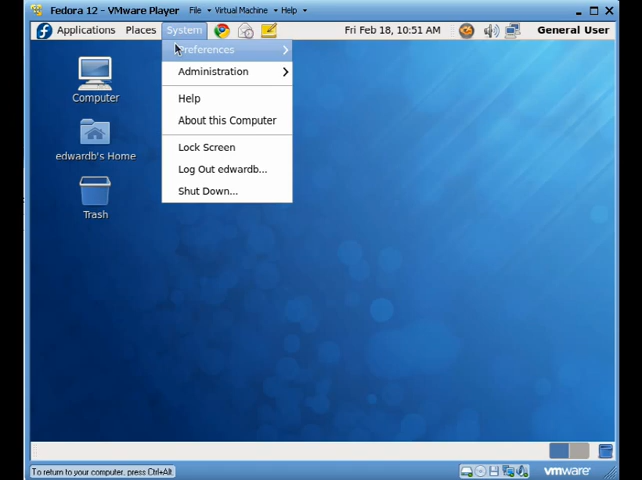 Fedora 12 - VMware Player File Virtual Machine Help
Applications Places System Fri Feb 18, 10:51 AM General User
Preferences
Administration
Computer
Help
About this Computer
Lock Screen
edwardb's Home
Log Out edwardb...
Shut Down...
Trash
To return to your computer, press Ctrl+Alt
vmware